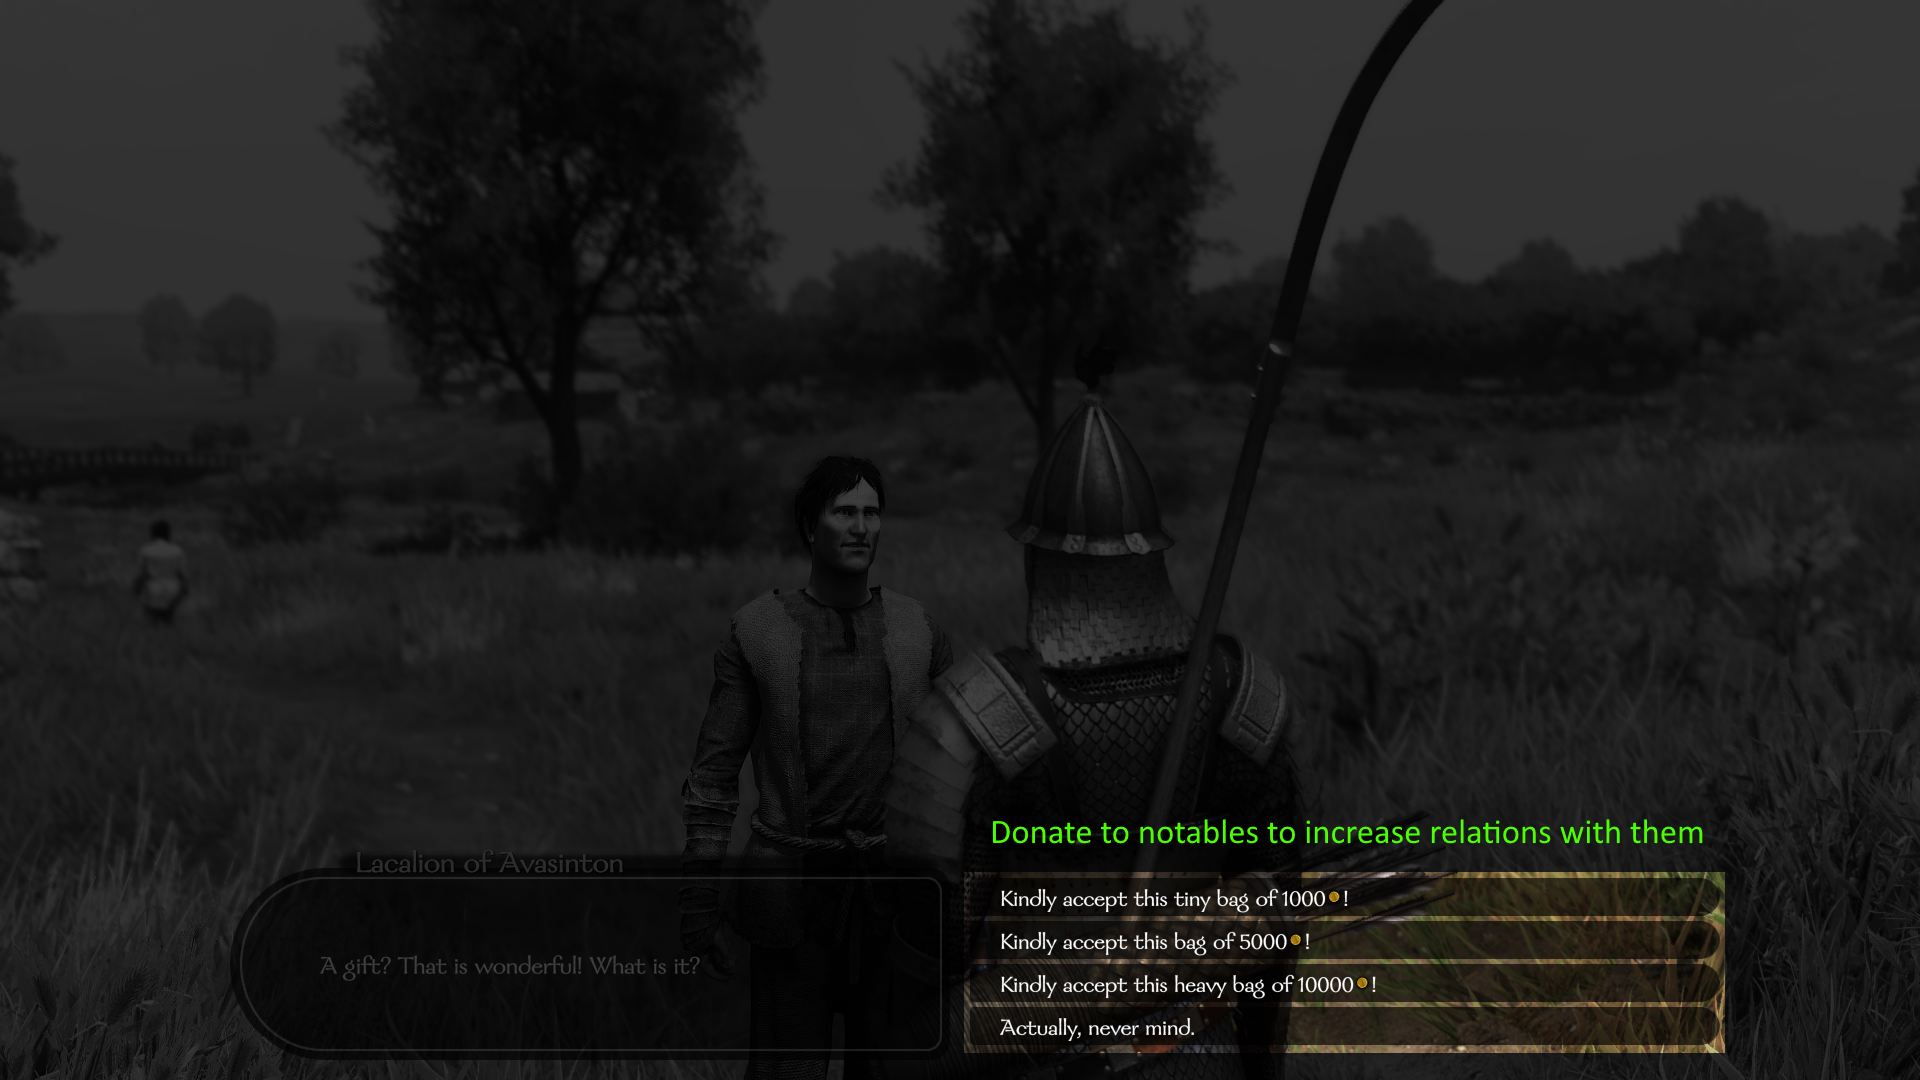 Donate to notables to increase relations with them
Lacalion of Avasinton
A gift? That is wonderful! What is it?
Kindly accept this tiny bag of 1000!
Kindly accept this bag of 5000!
Kindly accept this heavy bag of 10000!
Actually, never mind.